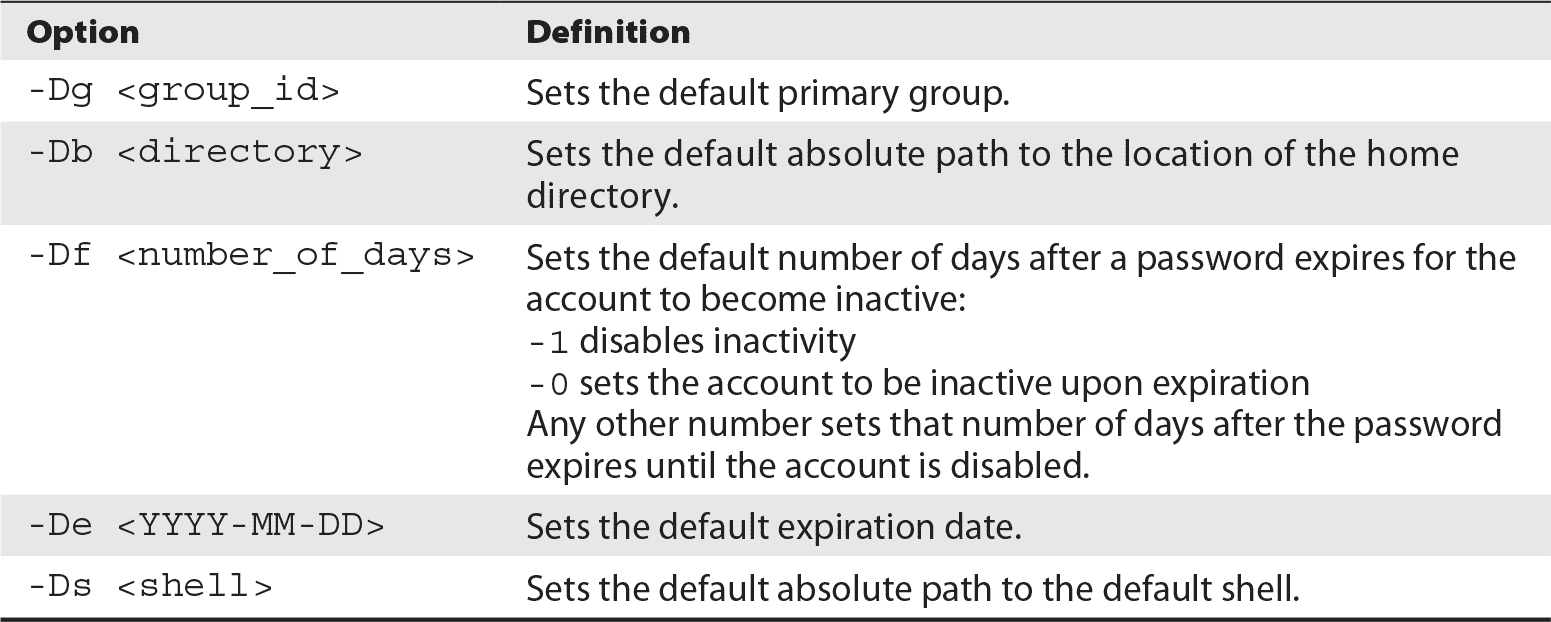 Option Definition
-Dg <group_id> Sets the default primary group.
-Db <directory> Sets the default absolute path to the location of the home
directory.
-Df <number_of_days> Sets the default number of days after a password expires for the
account to become inactive:
-1 disables inactivity
-0 sets the account to be inactive upon expiration
Any other number sets that number of days after the password
expires until the account is disabled.
-De <YYYY-MM-DD> Sets the default expiration date.
-Ds <shell> Sets the default absolute path to the default shell.